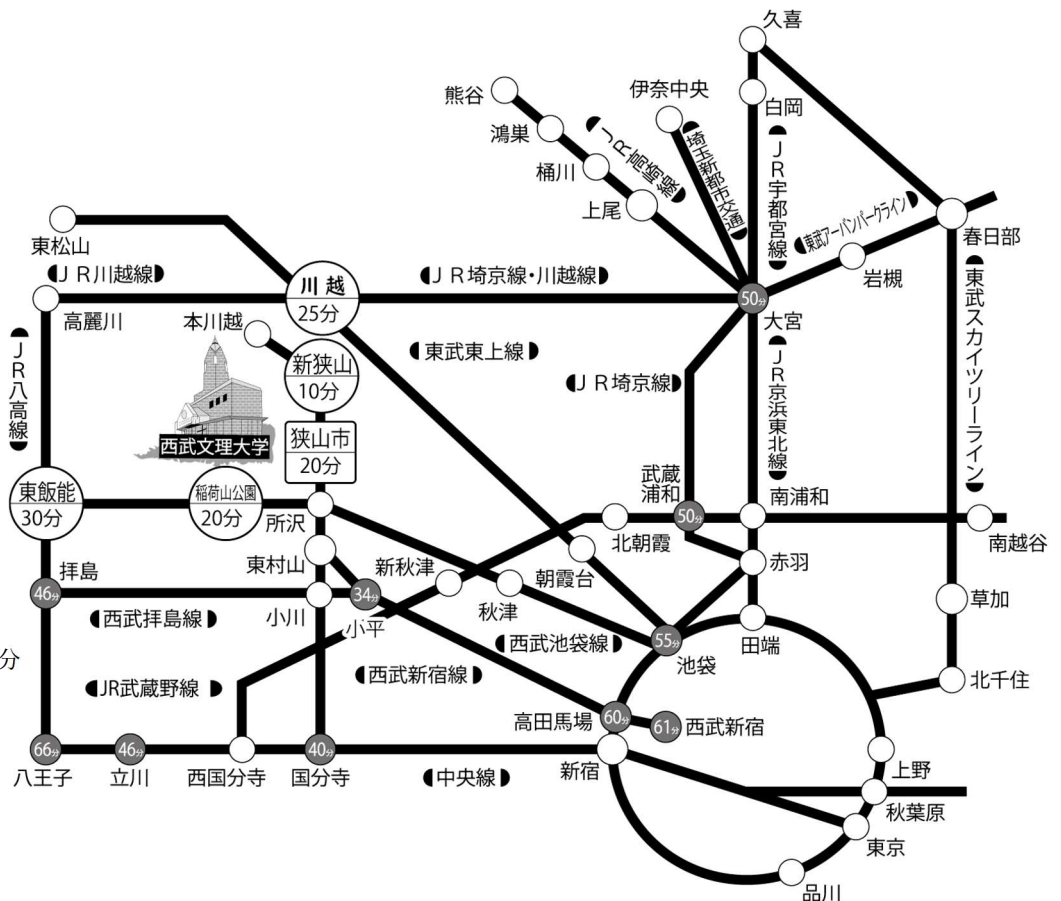 久喜
伊奈中央
白岡
熊谷
鴻巣
JR高崎線
埼玉新都市交通
JR宇都宮線
桶川
上尾
東武アーバンパークライン
春日部
岩槻
東松山
JR川越線
川越
25分
JR埼京線・川越線
50分
大宮
高麗川
本川越
新狭山
10分
東武東上線
JR埼京線
JR京浜東北線
東武スカイツリーライン
JR八高線
西武文理大学
狭山市
20分
東飯能
30分
稲荷山公園
20分
所沢
武蔵
浦和
50分
南浦和
北朝霞
南越谷
東村山
新秋津
朝霞台
赤羽
拝島
46分
小川
34分
小平
秋津
草加
西武拝島線
西武池袋線
55分
池袋
田端
分
JR武蔵野線
西武新宿線
北千住
高田馬場
60分
61分
西武新宿
66分
八王子
46分
立川
西国分寺
40分
国分寺
中央線
新宿
上野
秋葉原
東京
品川